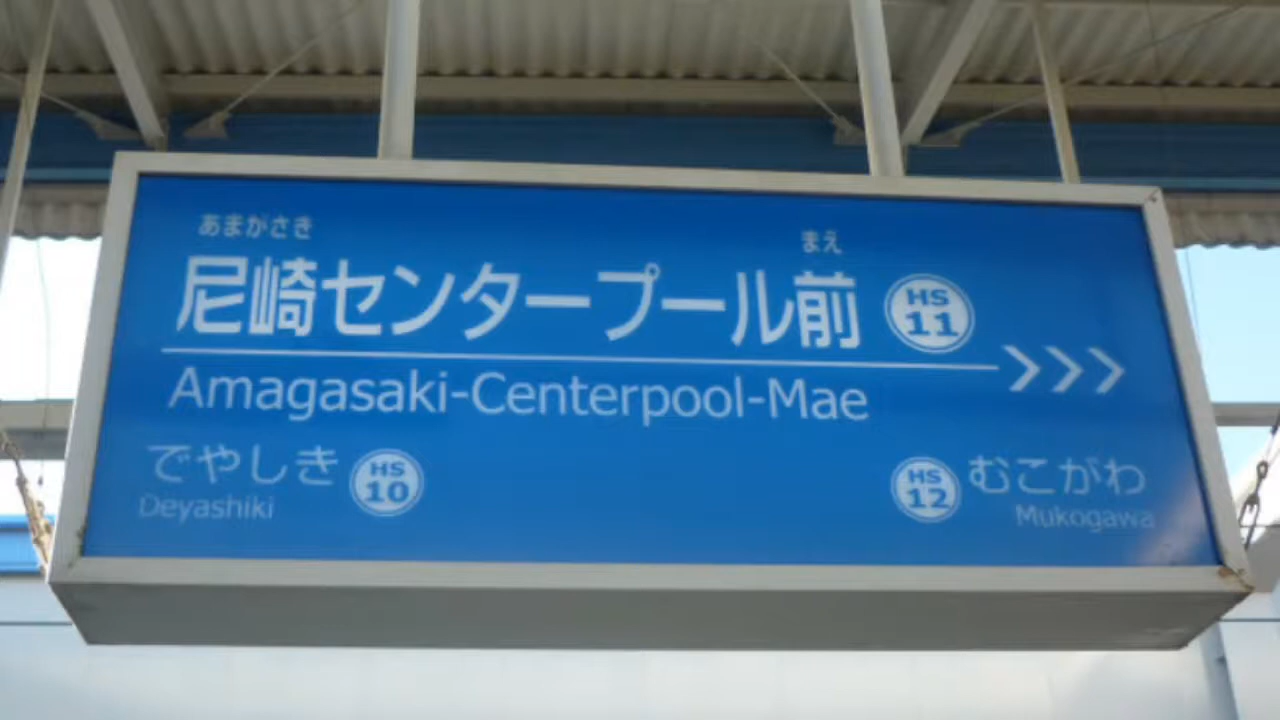 あまがさき まえ
尼崎センタープール前 HS 11
Amagasaki-Centerpool-Mae
でやしき HS 10 HS 12 むこがわ
Deyashiki Mukogawa